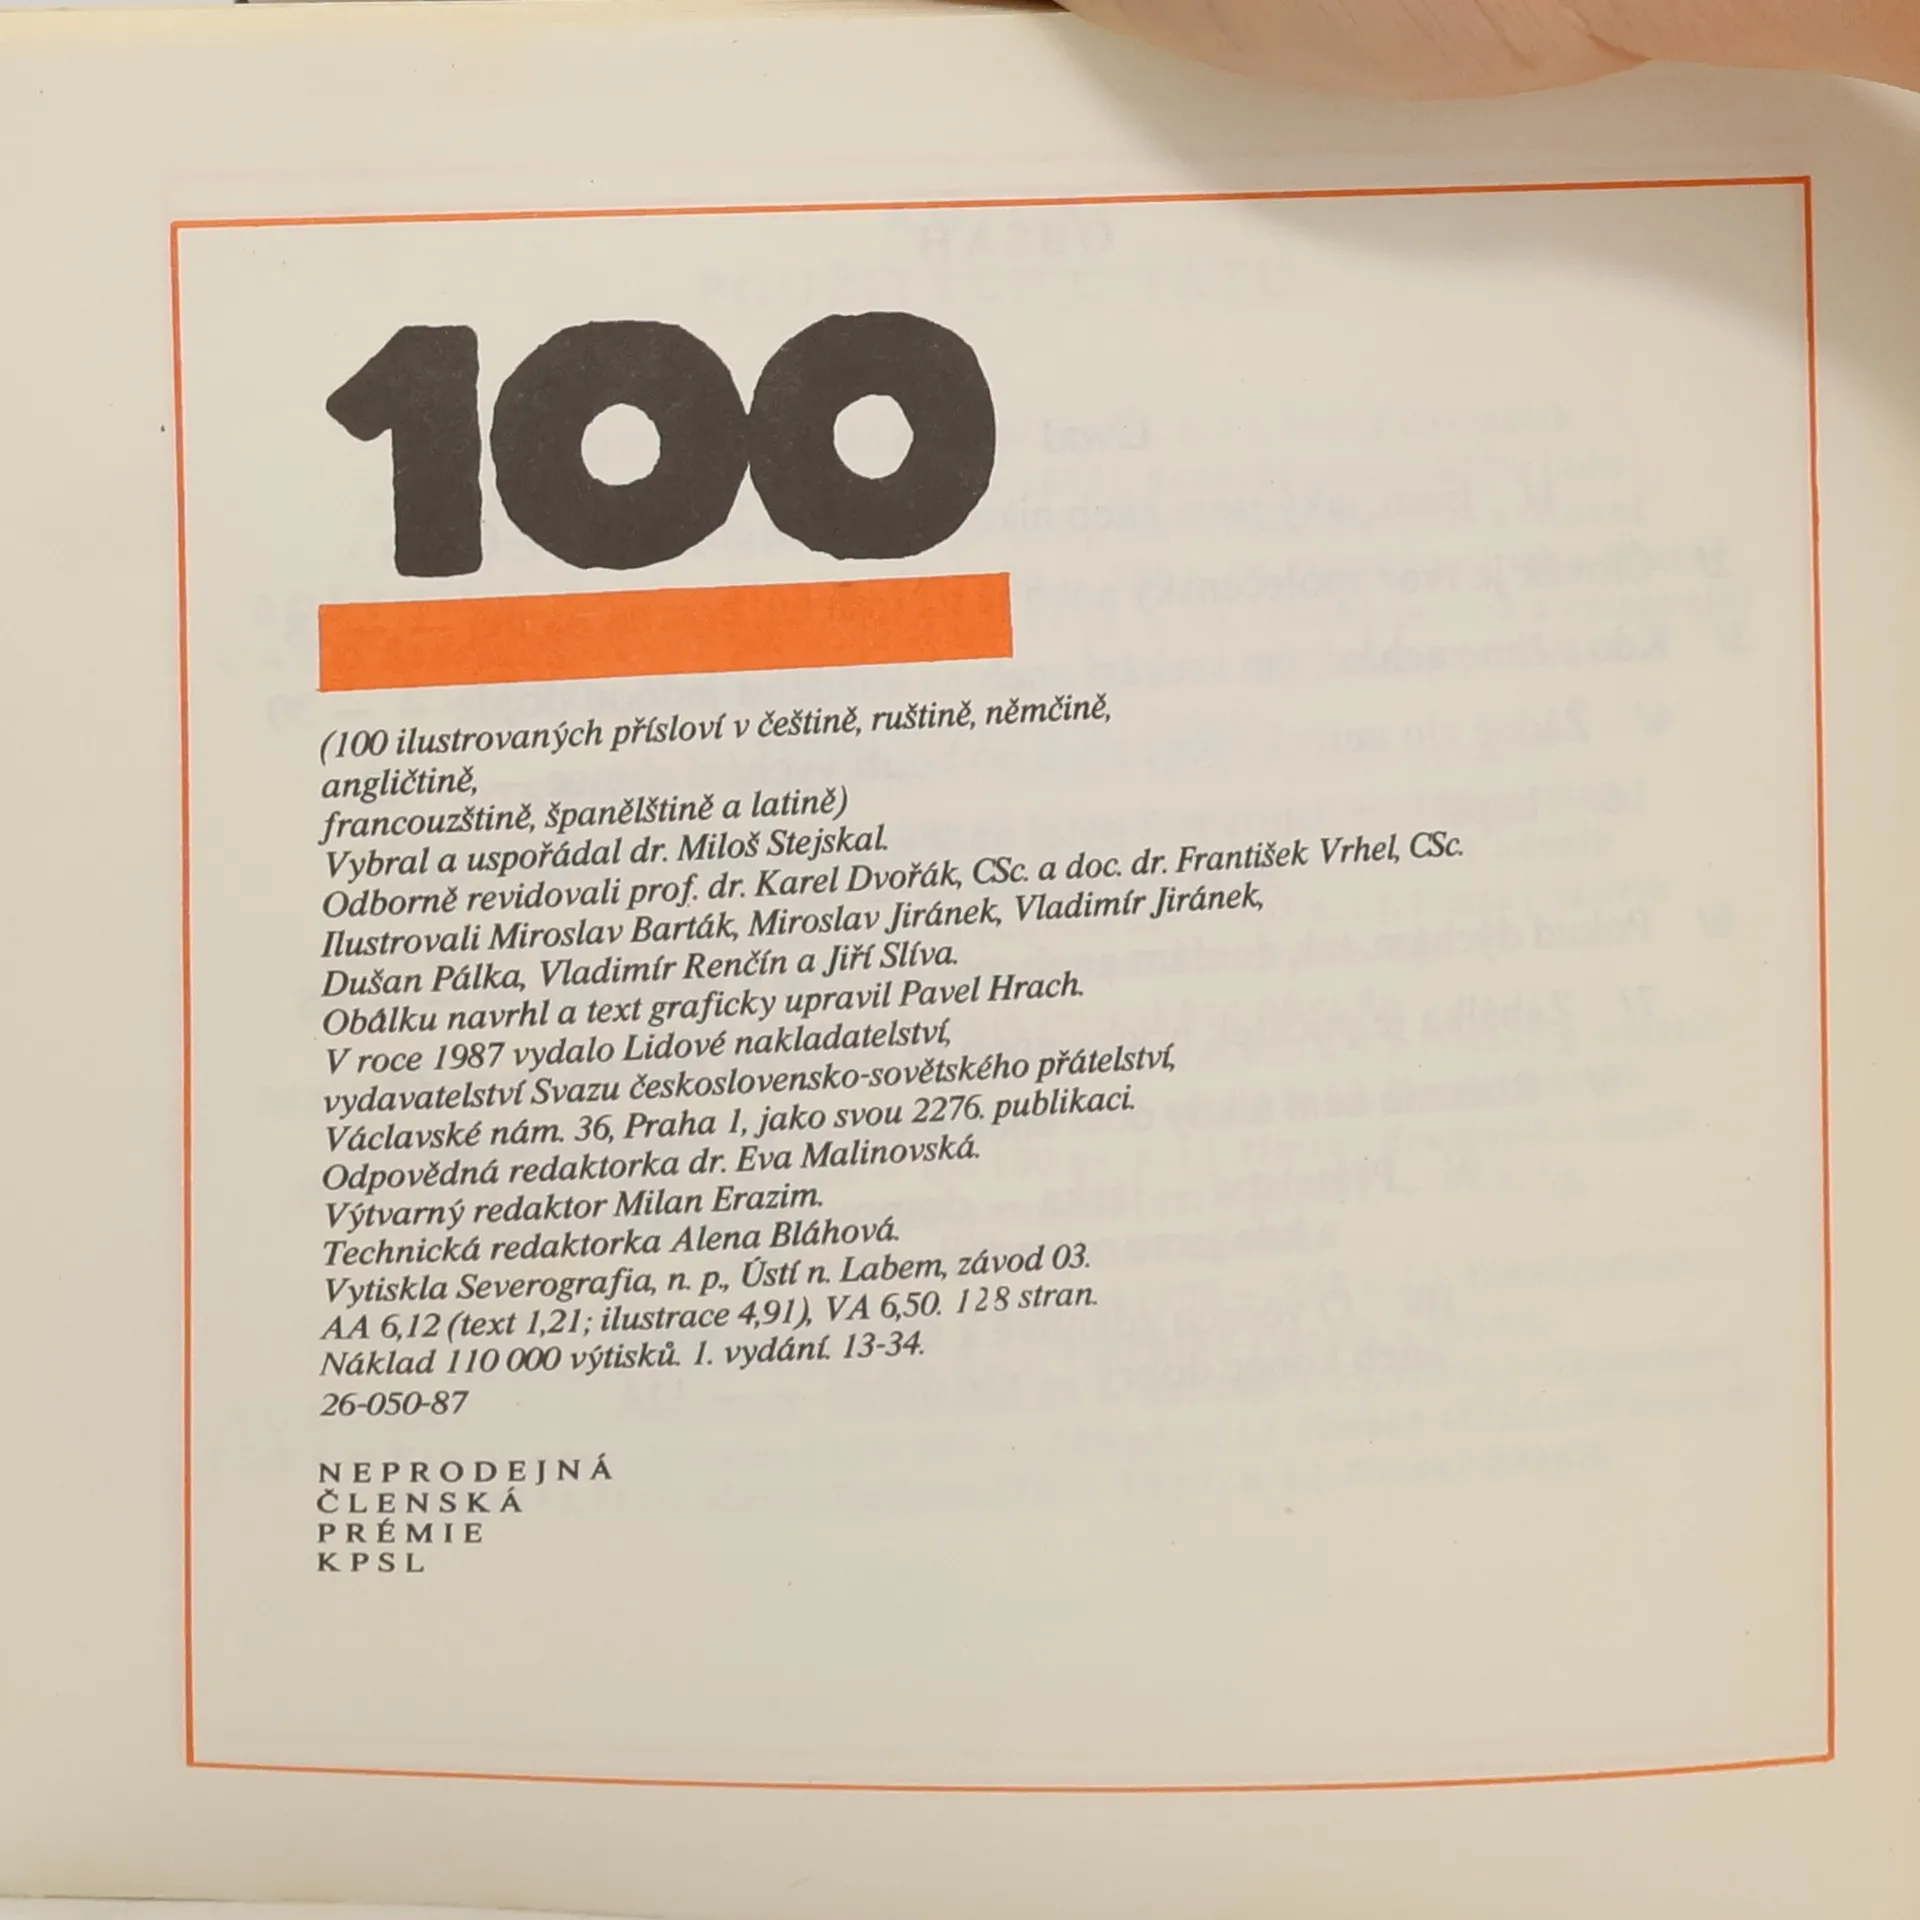 100
(100 ilustrovaných přísloví v češtině, ruštině, němčině,
angličtině,
francouzštině, španělštině a latině)
Vybral a uspořádal dr. Miloš Stejskal.
Odborně revidovali prof. dr. Karel Dvořák, CSc. a doc. dr. František Vrhel, CSc.
Ilustrovali Miroslav Barták, Miroslav Jiránek, Vladimír Jiránek,
Dušan Pálka, Vladimír Renčín a Jiří Slíva.
Obálku navrhl a text graficky upravil Pavel Hrach.
V roce 1987 vydalo Lidové nakladatelství,
vydavatelství Svazu československo-sovětského přátelství,
Václavské nám. 36, Praha 1, jako svou 2276. publikaci.
Odpovědná redaktorka dr. Eva Malinovská.
Výtvarný redaktor Milan Erazim.
Technická redaktorka Alena Bláhová.
Vytiskla Severografia, n. p., Ústí n. Labem, závod 03.
AA 6,12 (text 1,21; ilustrace 4,91), VA 6,50. 128 stran.
Náklad 110 000 výtisků. 1. vydání. 13-34.
26-050-87
NEPRODEJNÁ
ČLENSKÁ
PRÉMIE
KPSL